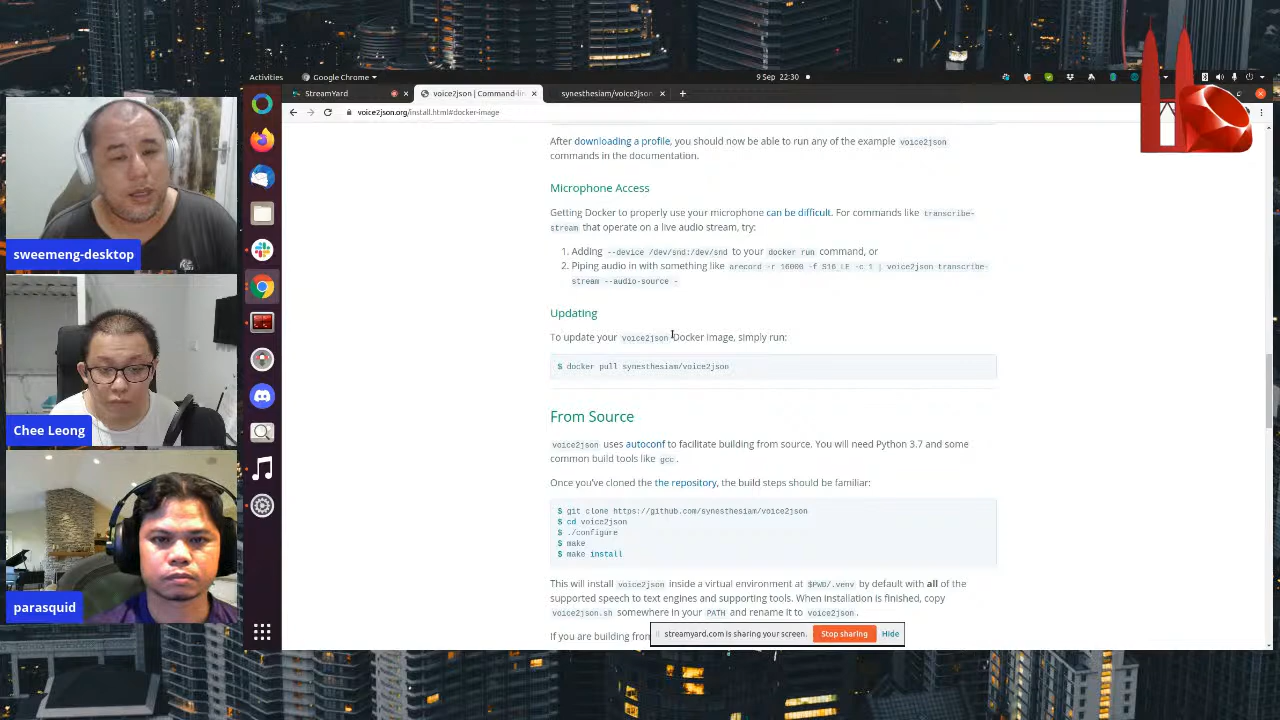 Activities
Google Chrome
9 Sep 22:30
StreamYard
voice2json | Command-lin
synesthesiam/voice2json:
voice2json.org/install.html#docker-image
After downloading a profile, you should now be able to run any of the example voice2json
commands in the documentation.
Microphone Access
Getting Docker to properly use your microphone can be difficult. For commands like transcribe-
stream that operate on a live audio stream, try:
1. Adding --device /dev/snd:/dev/snd to your docker run command, or
2. Piping audio in with something like arecord -r 16000 -f S16_LE -c 1 | voice2json transcribe-
stream --audio-source -
Updating
To update your voice2json Docker image, simply run:
$ docker pull synesthesiam/voice2json
From Source
voice2json uses autoconf to facilitate building from source. You will need Python 3.7 and some
common build tools like gcc.
Once you've cloned the repository, the build steps should be familiar:
$ git clone https://github.com/synesthesiam/voice2json
$ cd voice2json
$ ./configure
$ make
$ make install
This will install voice2json inside a virtual environment at $PWD/.venv by default with all of the
supported speech to text engines and supporting tools. When installation is finished, copy
voice2json.sh somewhere in your PATH and rename it to voice2json.
If you are building from
streamyard.com is sharing your screen.
Stop sharing
Hide
sweemeng-desktop
Chee Leong
parasquid